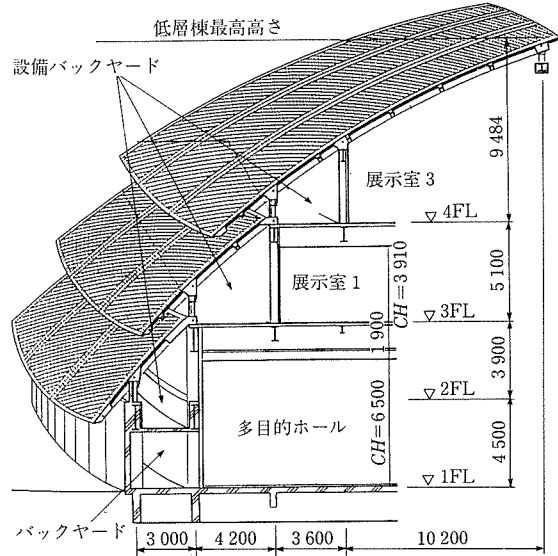 低層棟最高高さ
設備バックヤード
9 484
展示室 3
▽ 4FL
CH=3 910
5 100
展示室 1
▽ 3FL
1 900
3 900
▽ 2FL
CH=6 500
多目的ホール
4 500
▽ 1FL
バックヤード
3 000
4 200
3 600
10 200